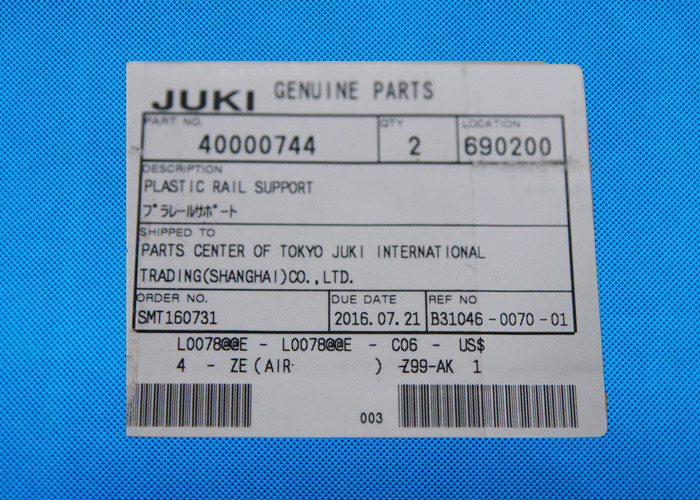 JUKI GENUINE PARTS
PART NO. QTY LOCATION
40000744 2 690200
DESCRIPTION
PLASTIC RAIL SUPPORT
プラレールサポート
SHIPPED TO
PARTS CENTER OF TOKYO JUKI INTERNATIONAL
TRADING(SHANGHAI)CO.,LTD.
ORDER NO. DUE DATE REF NO
SMT160731 2016.07.21 B31046-0070-01
L0078@@E - L0078@@E - C06 - US$
4 - ZE(AIR ) -Z99-AK 1
003